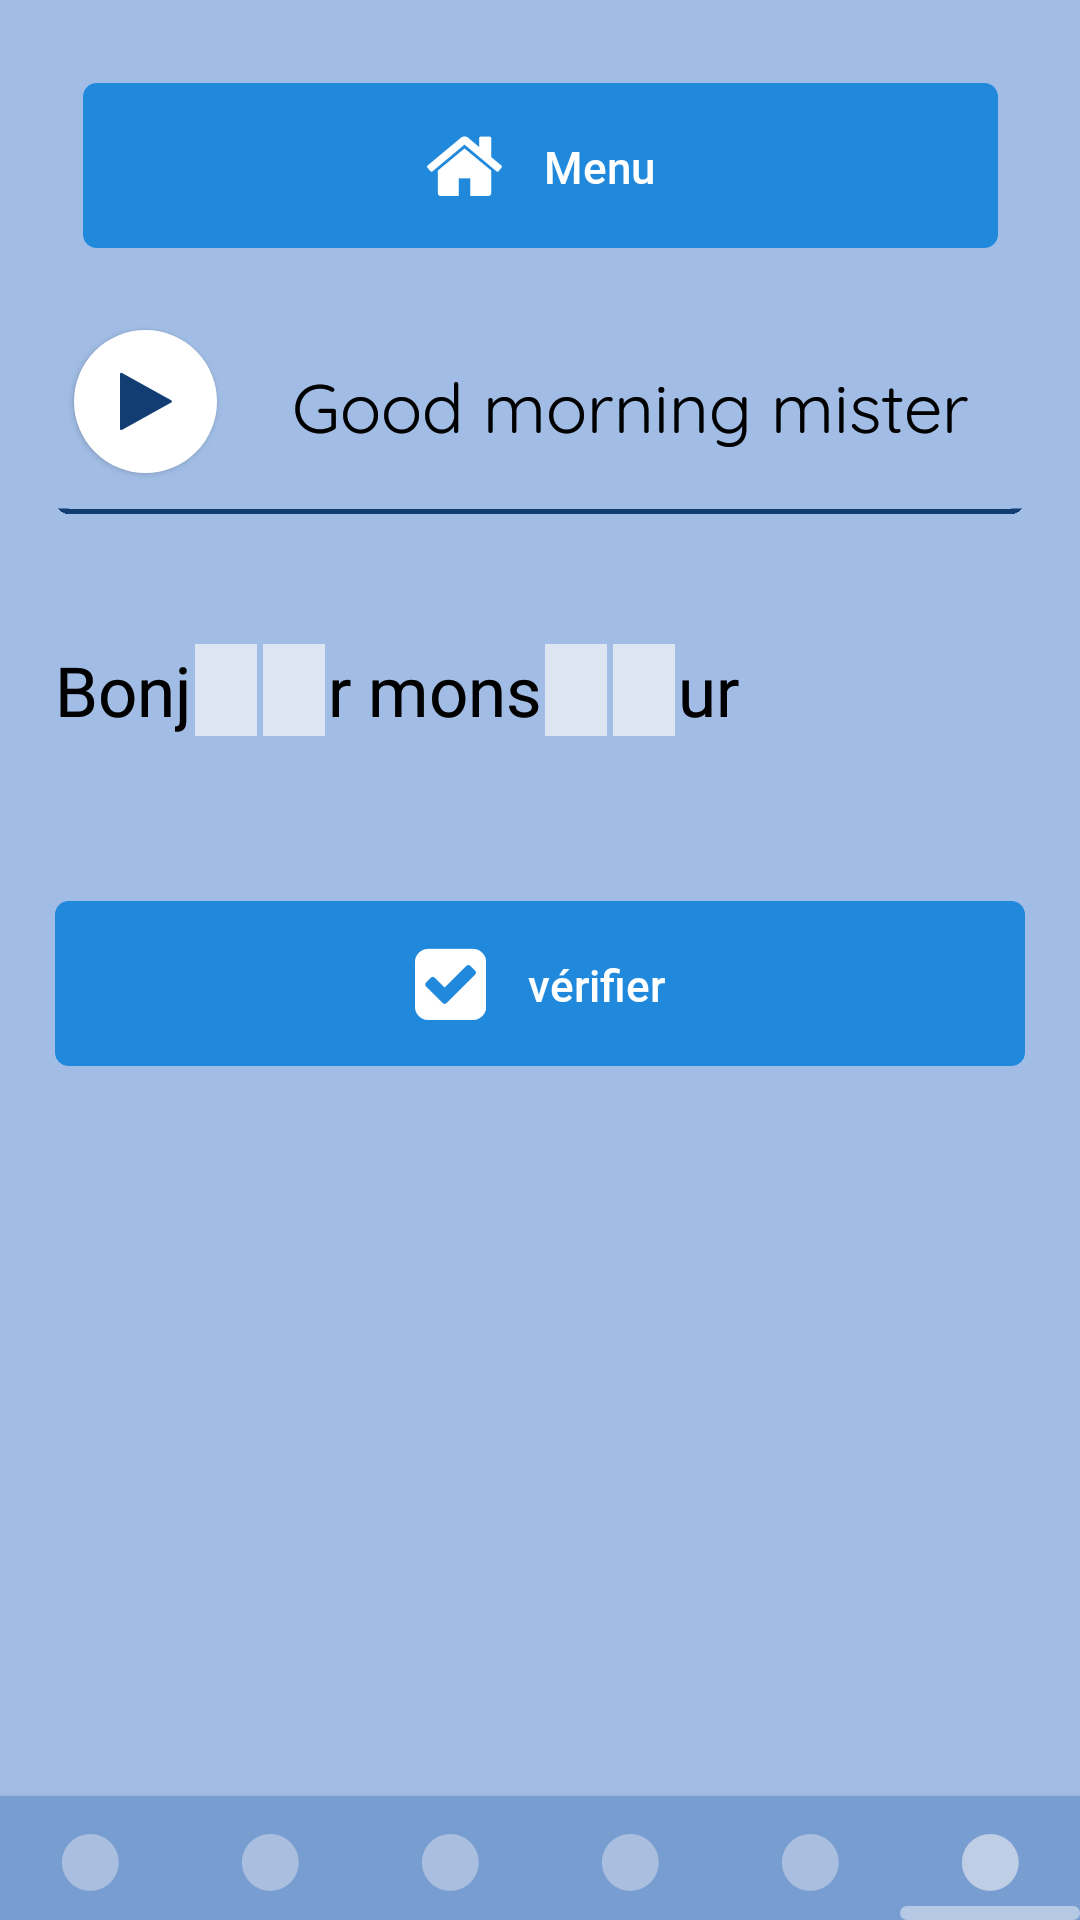 Menu
Good morning mister
Bonj r mons ur
vérifier